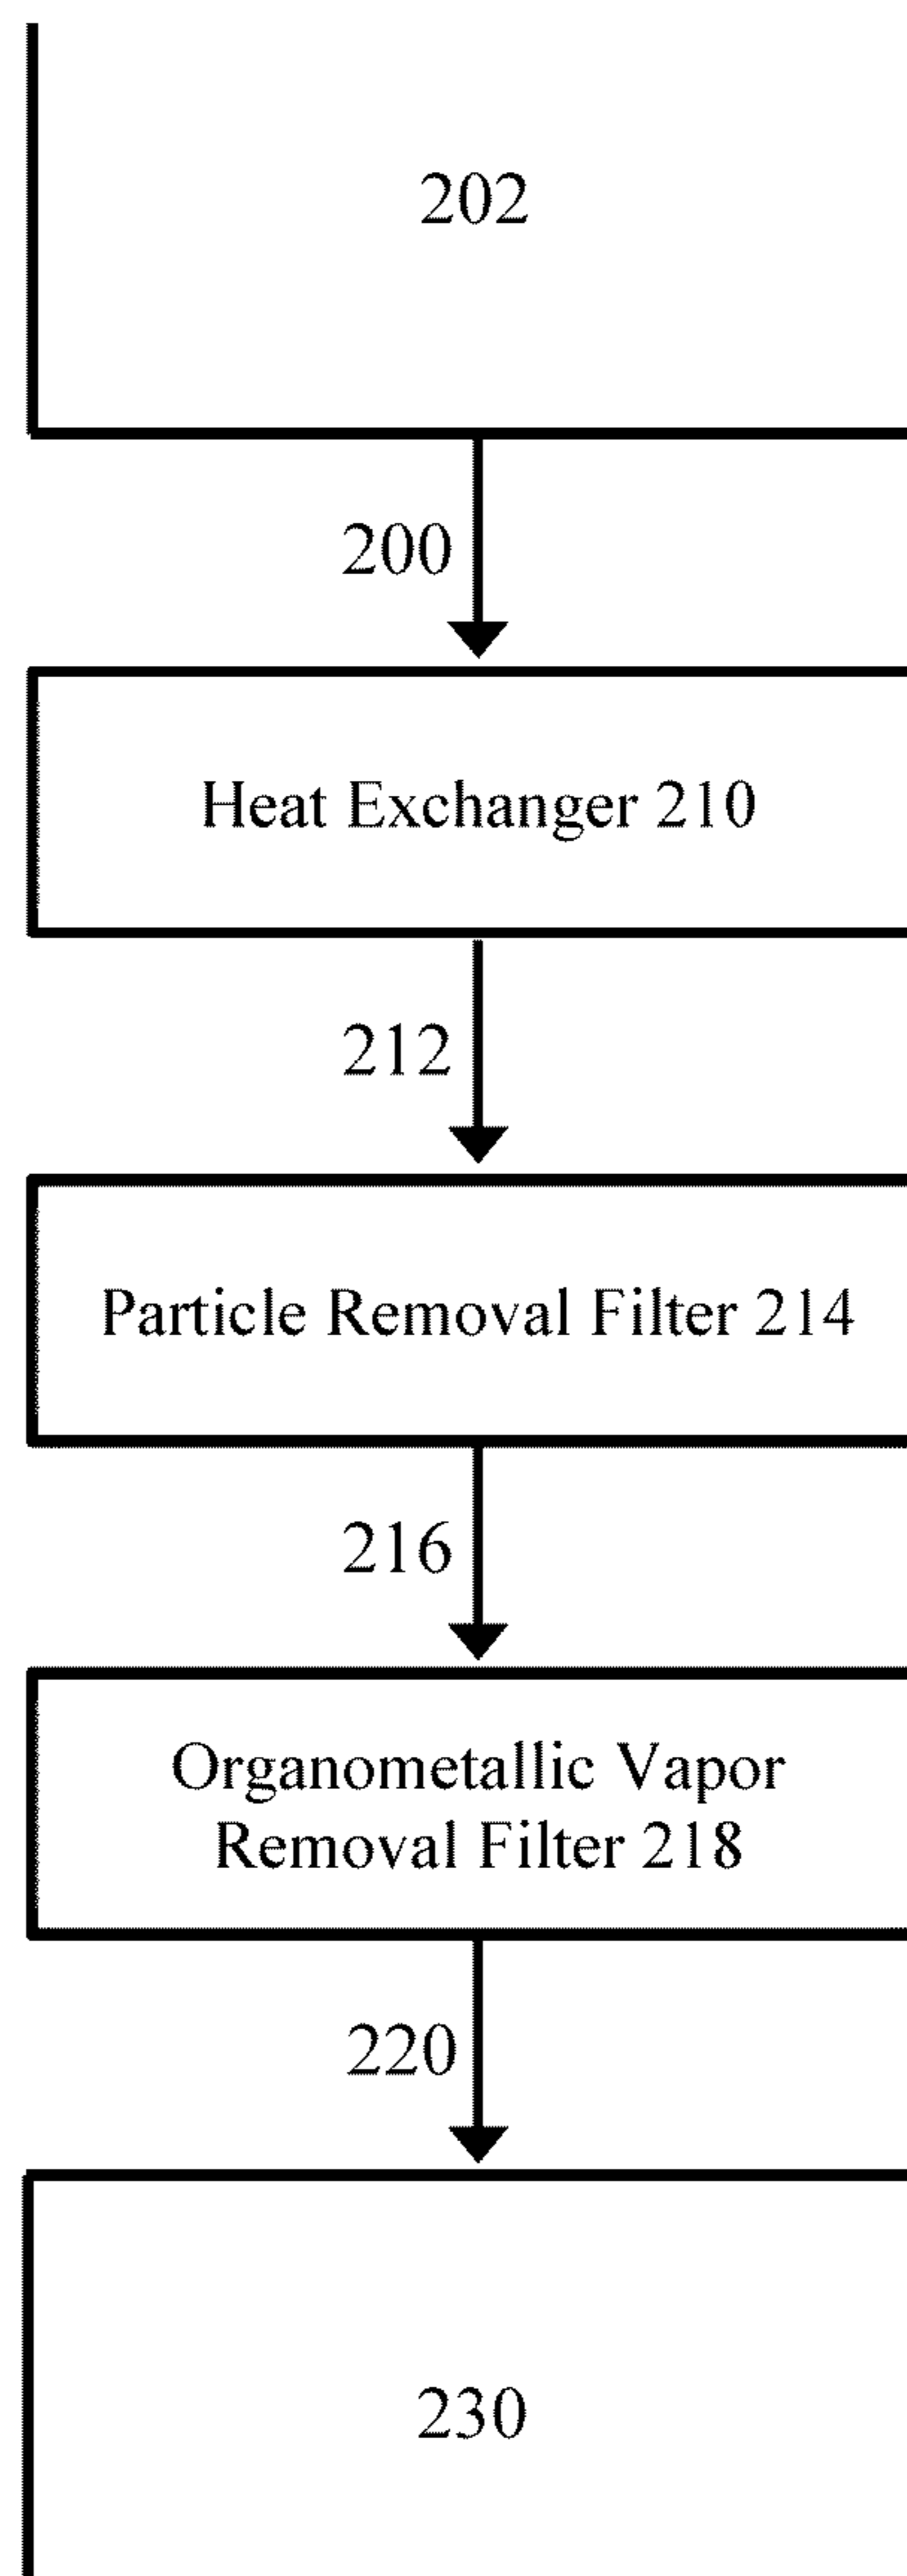 202
200
Heat Exchanger 210
212
Particle Removal Filter 214
216
Organometallic Vapor
Removal Filter 218
220
230